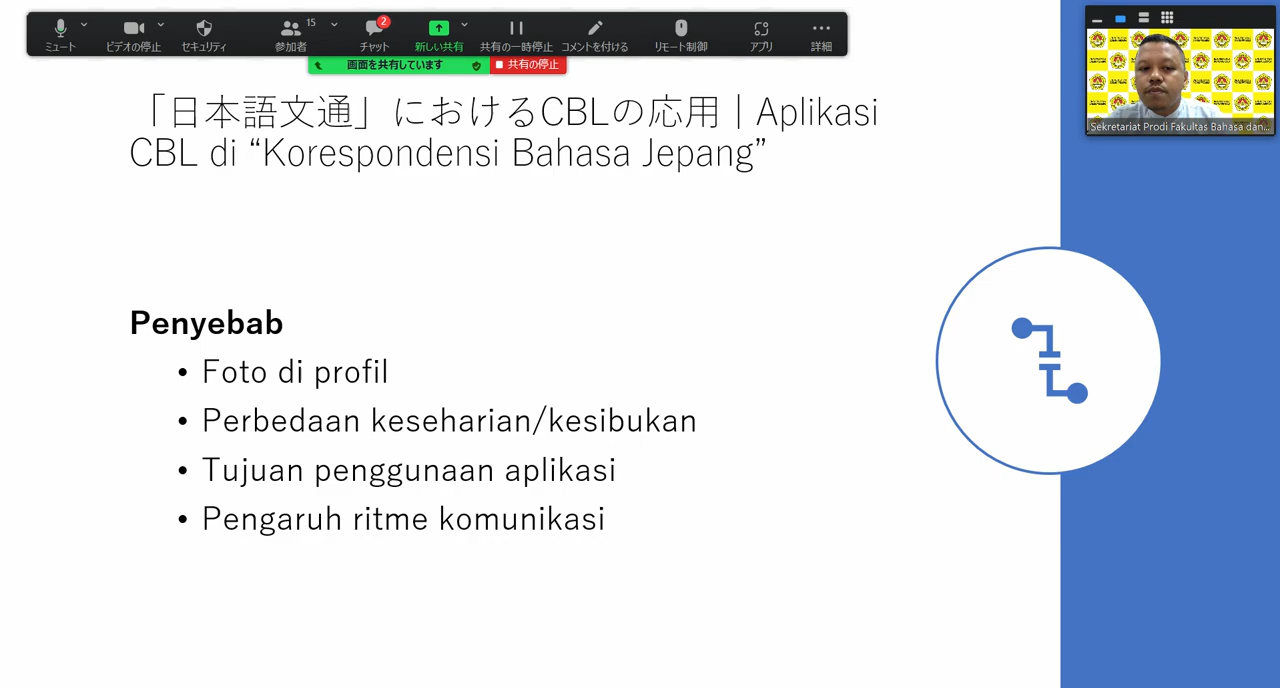 15
2
ミュート
ビデオの停止
セキュリティ
参加者
チャット
新しい共有
共有の一時停止
コメントを付ける
リモート制御
アプリ
詳細
画面を共有しています
共有の停止
Sekretariat Prodi Fakultas Bahasa dan...
「日本語文通」におけるCBLの応用 | Aplikasi
CBL di “Korespondensi Bahasa Jepang”
Penyebab
• Foto di profil
• Perbedaan keseharian/kesibukan
• Tujuan penggunaan aplikasi
• Pengaruh ritme komunikasi